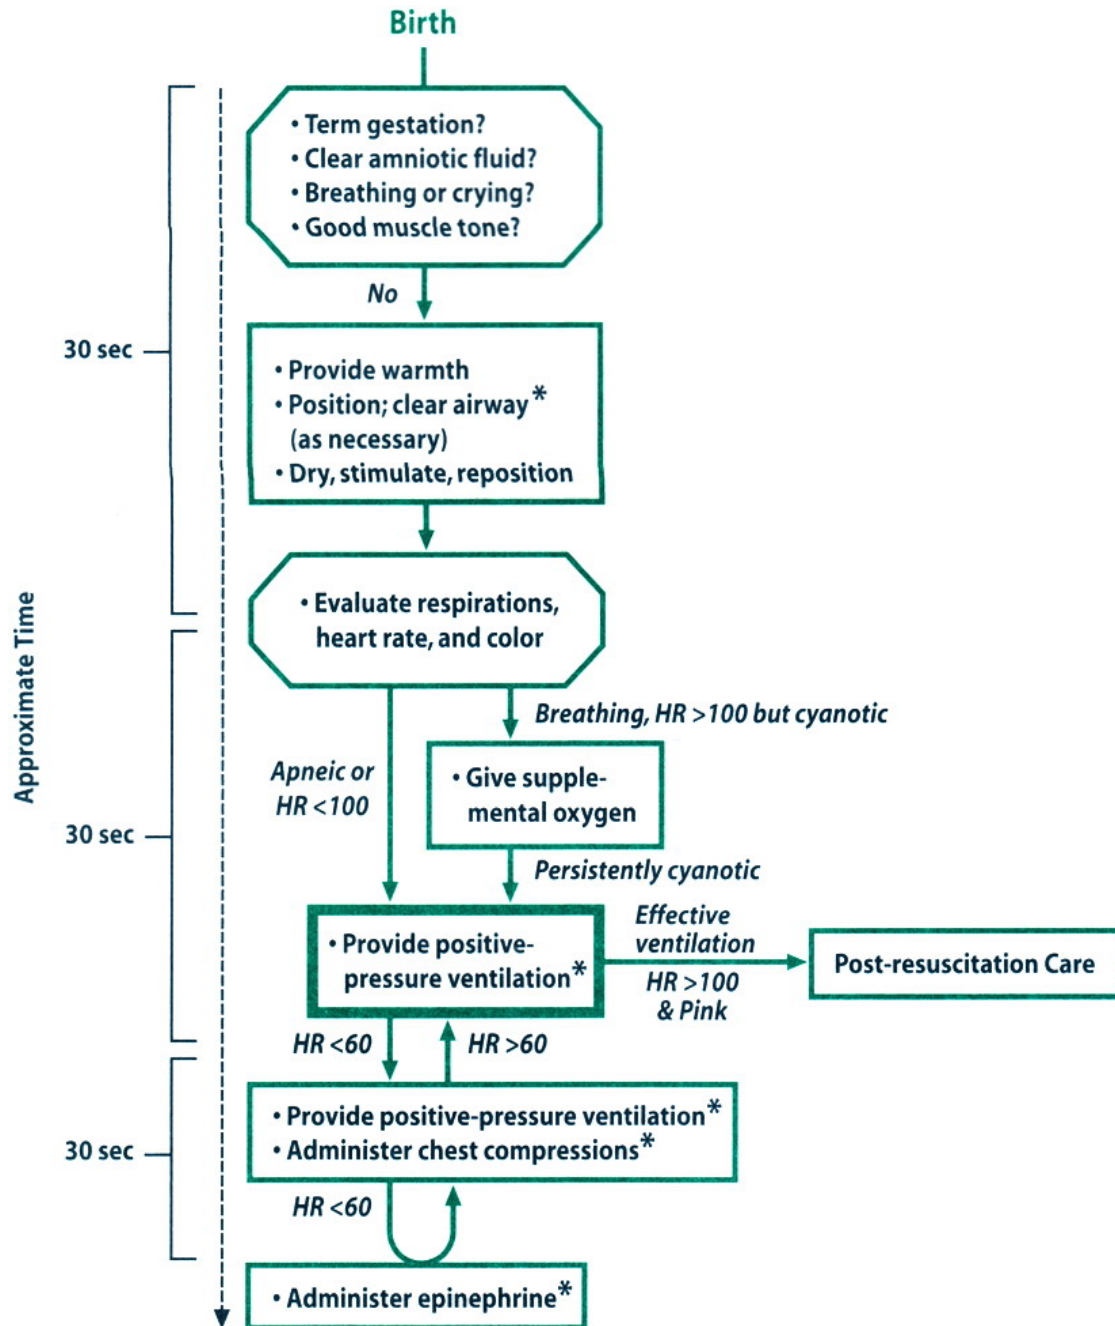 Birth
• Term gestation?
• Clear amniotic fluid?
• Breathing or crying?
• Good muscle tone?
No
30 sec
• Provide warmth
• Position; clear airway*
(as necessary)
• Dry, stimulate, reposition
Approximate Time
• Evaluate respirations,
heart rate, and color
Breathing, HR >100 but cyanotic
Apneic or
HR <100
• Give supple-
mental oxygen
30 sec
Persistently cyanotic
• Provide positive-
pressure ventilation*
Effective
ventilation
HR >100
& Pink
Post-resuscitation Care
HR <60
HR >60
• Provide positive-pressure ventilation*
• Administer chest compressions*
30 sec
HR <60
• Administer epinephrine*